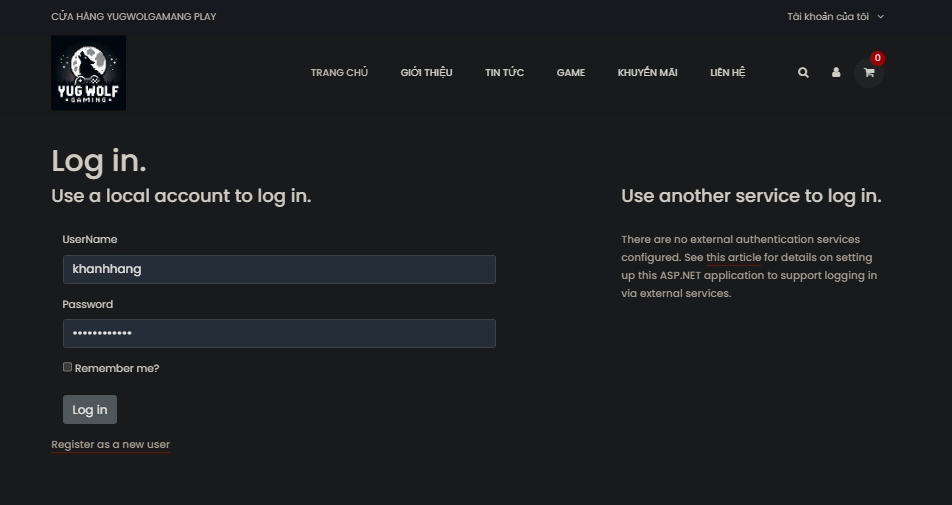 CỬA HÀNG YUGWOLGAMANG PLAY
Tài khoản của tôi
YUG WOLF
GAMING
TRANG CHỦ GIỚI THIỆU TIN TỨC GAME KHUYẾN MÃI LIÊN HỆ
0
Log in.
Use a local account to log in.
UserName
khanhhang
Password
••••••••••••
Remember me?
Log in
Register as a new user
Use another service to log in.
There are no external authentication services
configured. See this article for details on setting
up this ASP.NET application to support logging in
via external services.